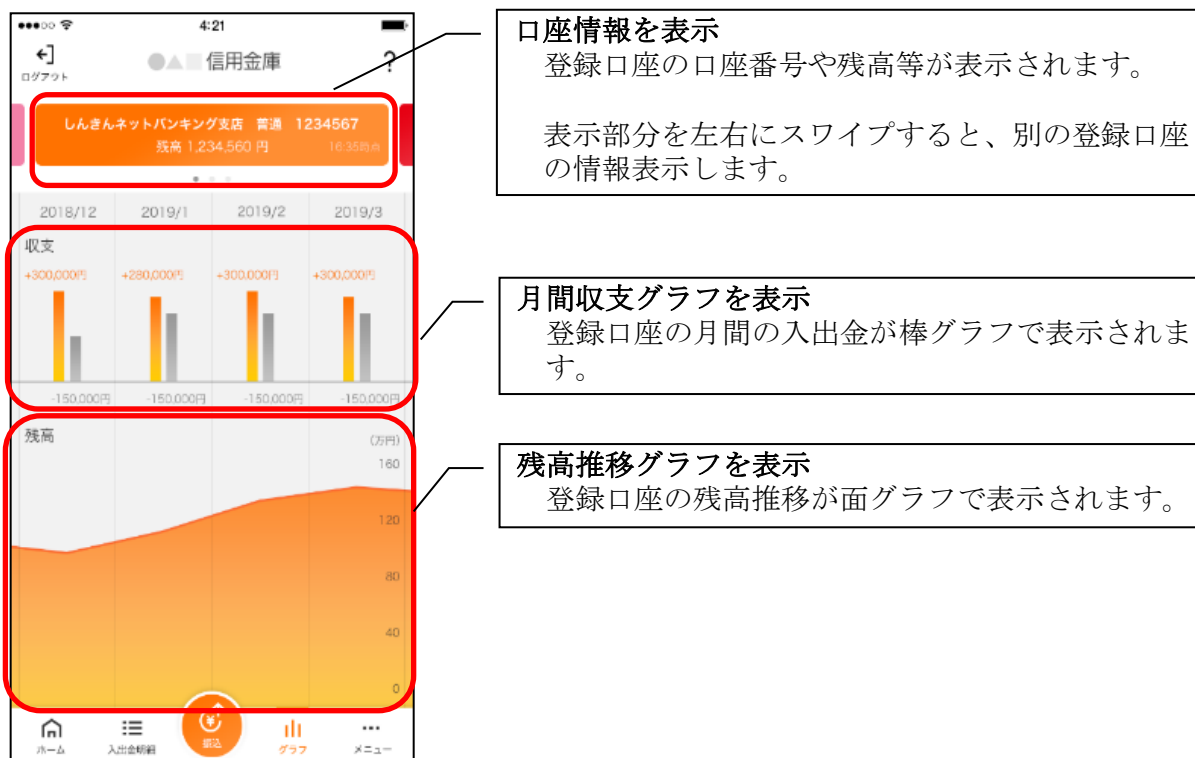 4:21
ログアウト
●▲■信用金庫
?
しんきんネットバンキング支店 普通 1234567
残高 1,234,560 円 16:35時点
2018/12 2019/1 2019/2 2019/3
収支
+300,000円 +280,000円 +300,000円 +300,000円
-150,000円 -150,000円 -150,000円 -150,000円
残高
(万円)
160
120
80
40
0
ホーム 入出金明細 振込 グラフ メニュー
口座情報を表示
登録口座の口座番号や残高等が表示されます。
表示部分を左右にスワイプすると、別の登録口座
の情報表示します。
月間収支グラフを表示
登録口座の月間の入出金が棒グラフで表示されま
す。
残高推移グラフを表示
登録口座の残高推移が面グラフで表示されます。